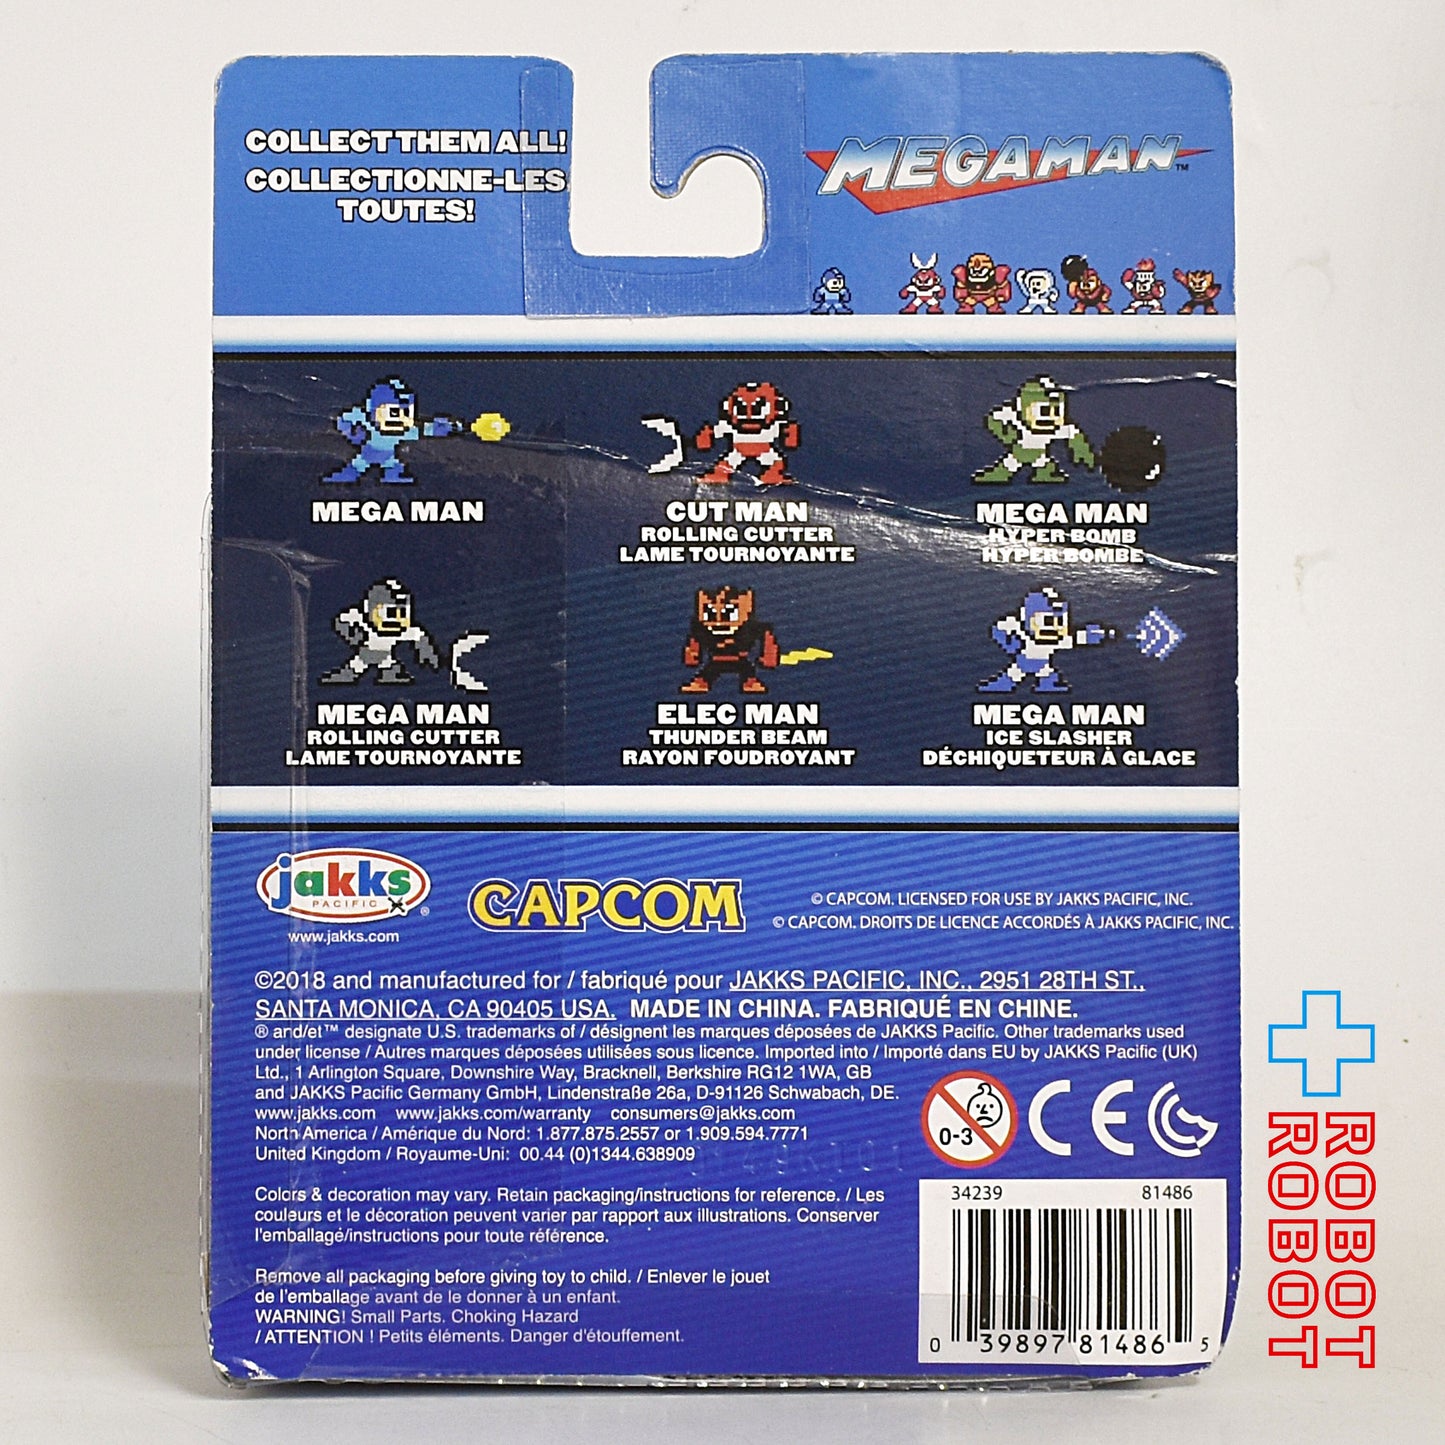 COLLECT THEM ALL!
COLLECTIONNE-LES
TOUTES!
MEGAMAN™
MEGA MAN
CUT MAN
ROLLING CUTTER
LAME TOURNOYANTE
MEGA MAN
HYPER BOMB
HYPER BOMBE
MEGA MAN
ROLLING CUTTER
LAME TOURNOYANTE
ELEC MAN
THUNDER BEAM
RAYON FOUDROYANT
MEGA MAN
ICE SLASHER
DÉCHIQUETEUR À GLACE
jakks
PACIFIC ®
www.jakks.com
CAPCOM
© CAPCOM. LICENSED FOR USE BY JAKKS PACIFIC, INC.
© CAPCOM. DROITS DE LICENCE ACCORDÉS À JAKKS PACIFIC, INC.
©2018 and manufactured for / fabriqué pour JAKKS PACIFIC, INC., 2951 28TH ST.,
SANTA MONICA, CA 90405 USA. MADE IN CHINA. FABRIQUÉ EN CHINE.
® and/et™ designate U.S. trademarks of / désignent les marques déposées de JAKKS Pacific. Other trademarks used
under license / Autres marques déposées utilisées sous licence. Imported into / Importé dans EU by JAKKS Pacific (UK)
Ltd., 1 Arlington Square, Downshire Way, Bracknell, Berkshire RG12 1WA, GB
and JAKKS Pacific Germany GmbH, Lindenstraße 26a, D-91126 Schwabach, DE.
www.jakks.com www.jakks.com/warranty consumers@jakks.com
North America / Amérique du Nord: 1.877.875.2557 or 1.909.594.7771
United Kingdom / Royaume-Uni: 00.44 (0)1344.638909
0-3
CE
Colors & decoration may vary. Retain packaging/instructions for reference. / Les
couleurs et le décoration peuvent varier par rapport aux illustrations. Conserver
l'emballagé/instructions pour toute référence.
Remove all packaging before giving toy to child. / Enlever le jouet
de l'emballage avant de le donner à un enfant.
WARNING! Small Parts. Choking Hazard
/ ATTENTION ! Petits éléments. Danger d'étouffement.
34239 81486
0 39897 81486 5
ROBOT
ROBOT